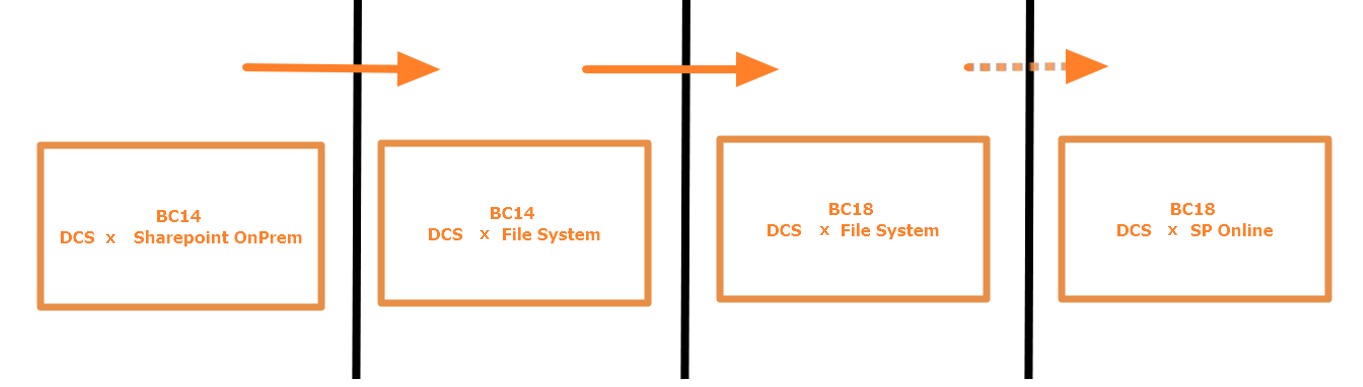 BC14
DCS x Sharepoint OnPrem
BC14
DCS x File System
BC18
DCS x File System
BC18
DCS x SP Online